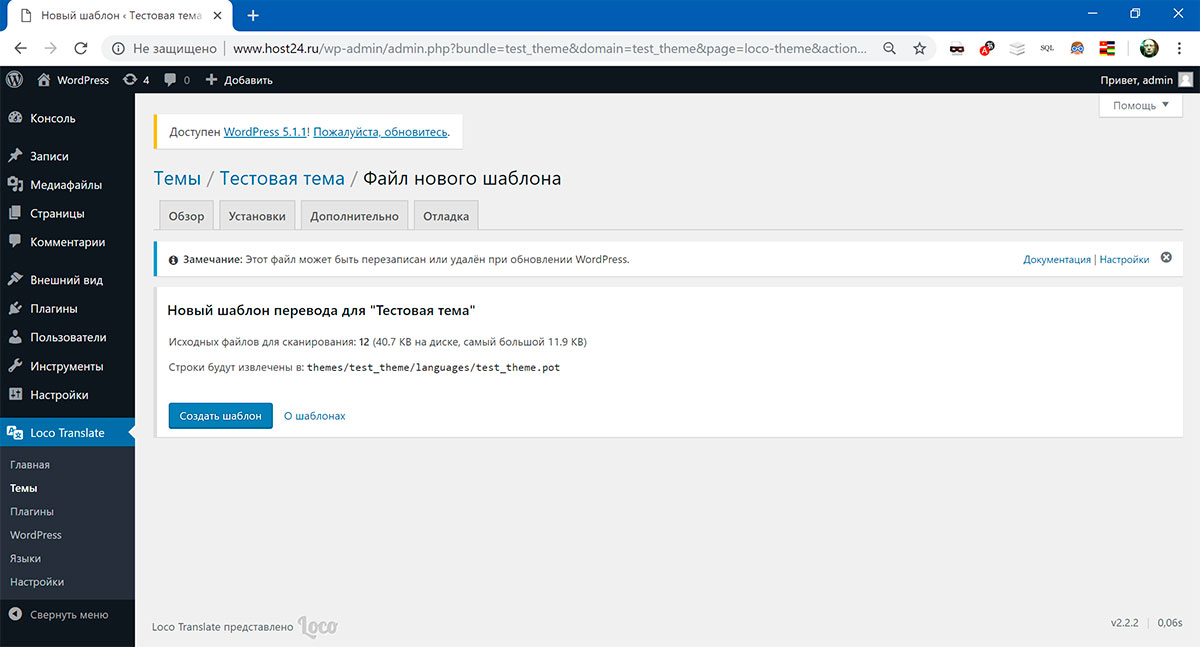 Новый шаблон ‹ Тестовая тема
Не защищено
www.host24.ru/wp-admin/admin.php?bundle=test_theme&domain=test_theme&page=loco-theme&action...
SQL
WordPress 4 0 Добавить
Привет, admin
Помощь
Консоль
Записи
Медиафайлы
Страницы
Комментарии
Внешний вид
Плагины
Пользователи
Инструменты
Настройки
Loco Translate
Главная
Темы
Плагины
WordPress
Языки
Настройки
Свернуть меню
Доступен WordPress 5.1.1! Пожалуйста, обновитесь.
Темы / Тестовая тема / Файл нового шаблона
Обзор Установки Дополнительно Отладка
Замечание: Этот файл может быть перезаписан или удалён при обновлении WordPress.
Документация | Настройки
Новый шаблон перевода для "Тестовая тема"
Исходных файлов для сканирования: 12 (40.7 КВ на диске, самый большой 11.9 КВ)
Строки будут извлечены в: themes/test_theme/languages/test_theme.pot
Создать шаблон О шаблонах
Loco Translate представлено Loco
v2.2.2 | 0,06s